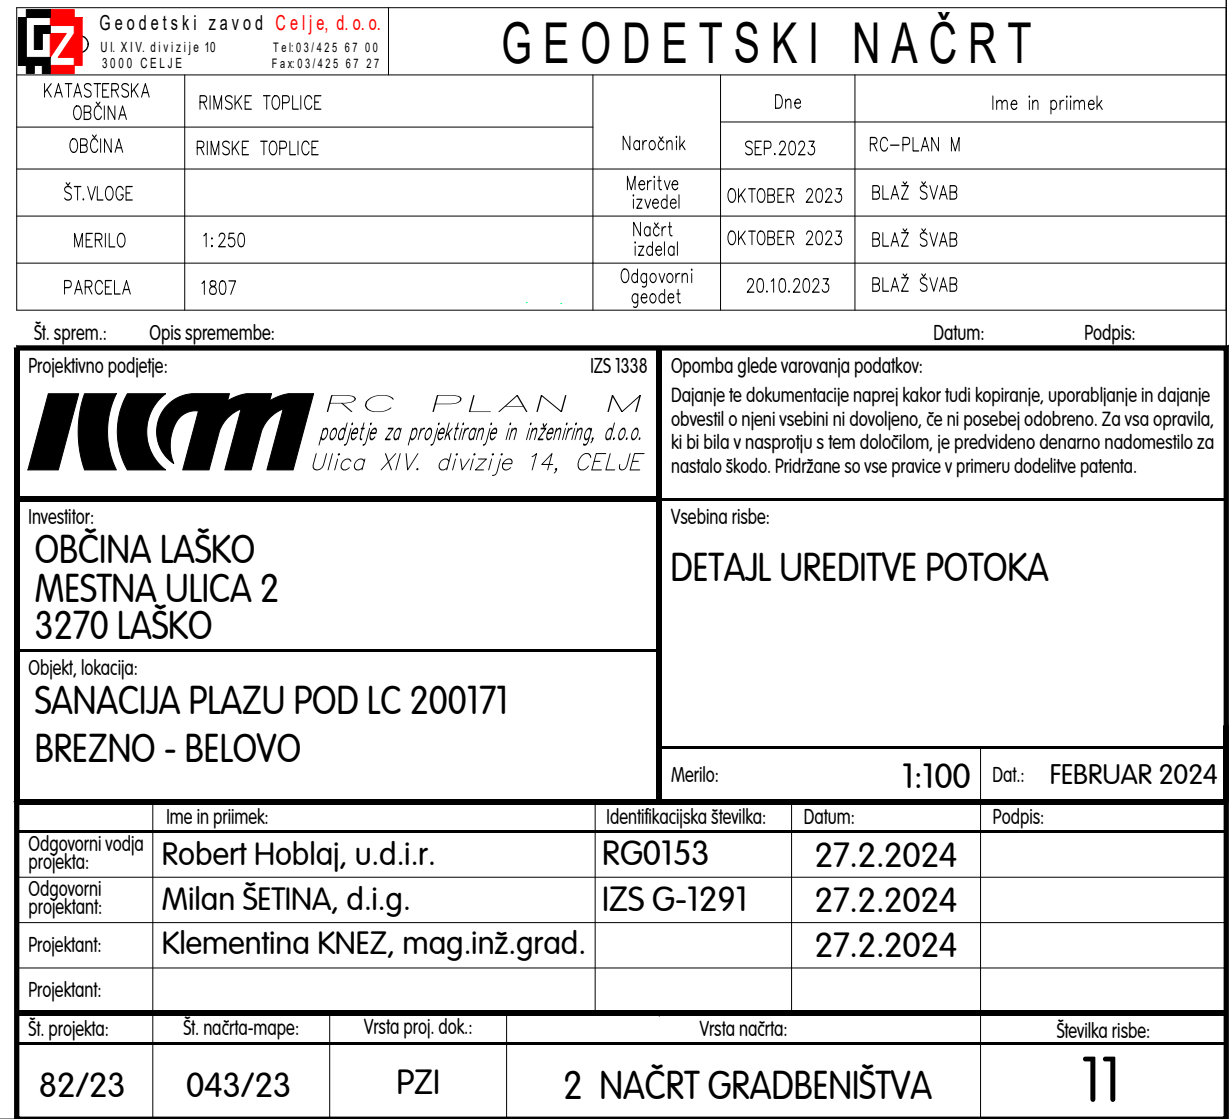 Geodetski zavod Celje, d.o.o.
Ul. XIV. divizije 10 Tel:03/425 67 00
3000 CELJE Fax:03/425 67 27
GEODETSKI NAČRT
KATASTERSKA OBČINA RIMSKE TOPLICE Dne Ime in priimek
OBČINA RIMSKE TOPLICE Naročnik SEP.2023 RC-PLAN M
ŠT.VLOGE Meritve izvedel OKTOBER 2023 BLAŽ ŠVAB
MERILO 1:250 Načrt izdelal OKTOBER 2023 BLAŽ ŠVAB
PARCELA 1807 Odgovorni geodet 20.10.2023 BLAŽ ŠVAB
Št. sprem.: Opis spremembe: Datum: Podpis:
Projektivno podjetje: IZS 1338
RC PLAN M
podjetje za projektiranje in inženiring, d.o.o.
Ulica XIV. divizije 14, CELJE
Opomba glede varovanja podatkov:
Dajanje te dokumentacije naprej kakor tudi kopiranje, uporabljanje in dajanje
obvestil o njeni vsebini ni dovoljeno, če ni posebej odobreno. Za vsa opravila,
ki bi bila v nasprotju s tem določilom, je predvideno denarno nadomestilo za
nastalo škodo. Pridržane so vse pravice v primeru dodelitve patenta.
Investitor:
OBČINA LAŠKO
MESTNA ULICA 2
3270 LAŠKO
Vsebina risbe:
DETAJL UREDITVE POTOKA
Objekt, lokacija:
SANACIJA PLAZU POD LC 200171
BREZNO - BELOVO
Merilo: 1:100 Dat.: FEBRUAR 2024
Ime in priimek: Identifikacijska številka: Datum: Podpis:
Odgovorni vodja projekta: Robert Hoblaj, u.d.i.r. RG0153 27.2.2024
Odgovorni projektant: Milan ŠETINA, d.i.g. IZS G-1291 27.2.2024
Projektant: Klementina KNEZ, mag.inž.grad. 27.2.2024
Projektant:
Št. projekta: Št. načrta-mape: Vrsta proj. dok.: Vrsta načrta: Številka risbe:
82/23 043/23 PZI 2 NAČRT GRADBENIŠTVA 11